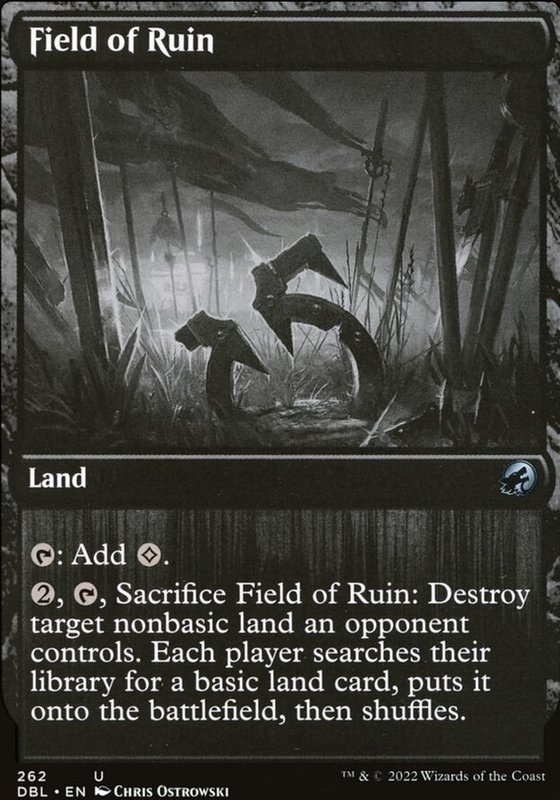 Field of Ruin
Land
: Add .
2, , Sacrifice Field of Ruin: Destroy
target nonbasic land an opponent
controls. Each player searches their
library for a basic land card, puts it
onto the battlefield, then shuffles.
262 U
DBL • EN Chris Ostrowski
™ & © 2022 Wizards of the Coast